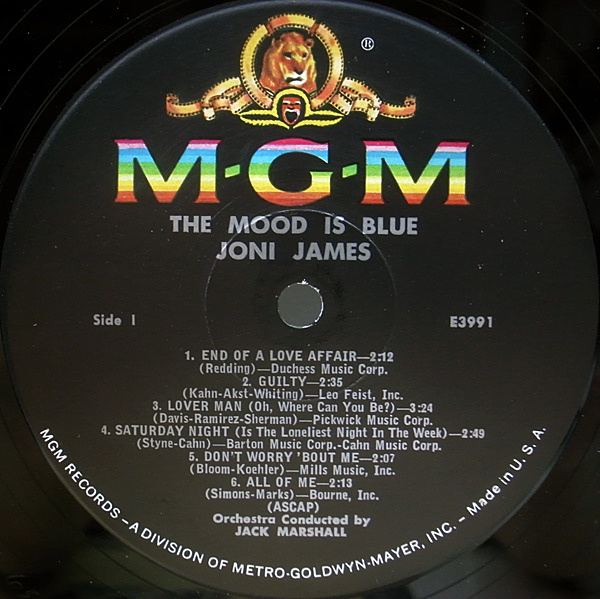 ®
M·G·M
THE MOOD IS BLUE
JONI JAMES
Side 1
E3991
1. END OF A LOVE AFFAIR—2:12
(Redding)—Duchess Music Corp.
2. GUILTY—2:35
(Kahn-Akst-Whiting)—Leo Feist, Inc.
3. LOVER MAN (Oh, Where Can You Be?)—3:24
(Davis-Ramirez-Sherman)—Pickwick Music Corp.
4. SATURDAY NIGHT (Is The Loneliest Night In The Week)—2:49
(Styne-Cahn)—Barton Music Corp.-Cahn Music Corp.
5. DON'T WORRY 'BOUT ME—2:07
(Bloom-Koehler)—Mills Music, Inc.
6. ALL OF ME—2:13
(Simons-Marks)—Bourne, Inc.
(ASCAP)
Orchestra Conducted by
JACK MARSHALL
MGM RECORDS – A DIVISION OF METRO-GOLDWYN-MAYER, INC. – Made in U. S. A.